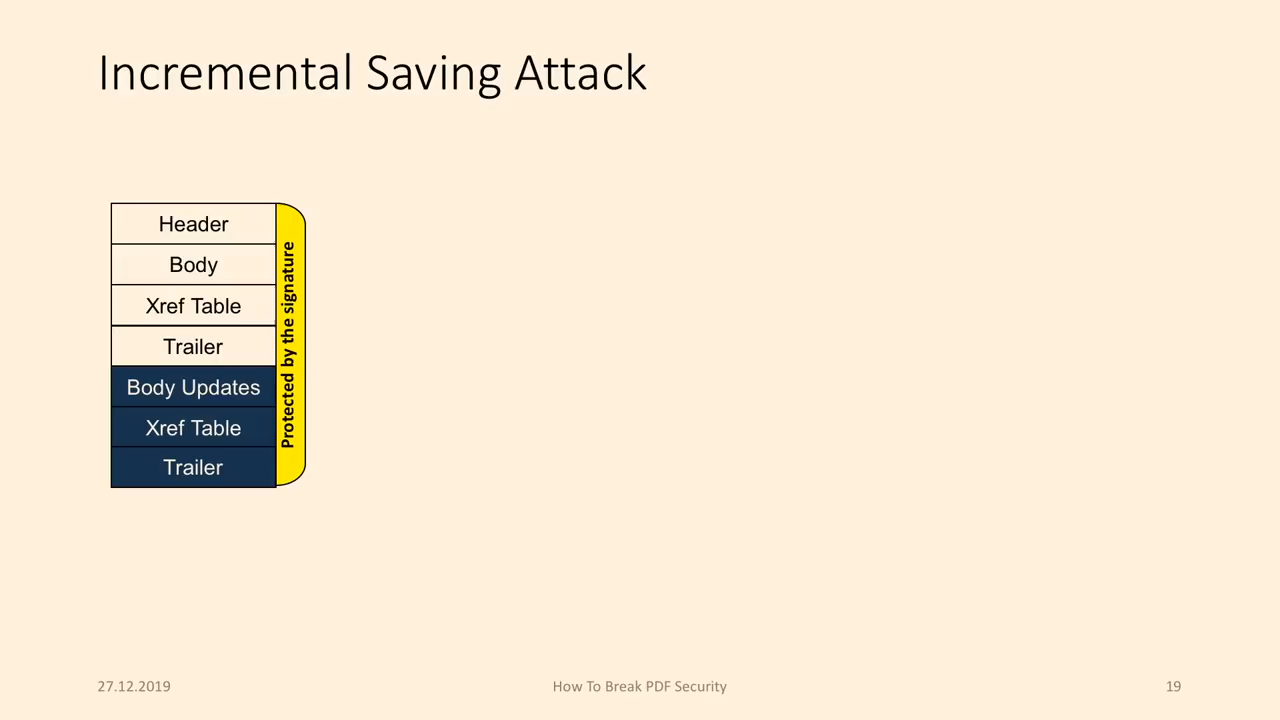 Incremental Saving Attack
Header
Body
Xref Table
Trailer
Body Updates
Xref Table
Trailer
Protected by the signature
27.12.2019
How To Break PDF Security
19